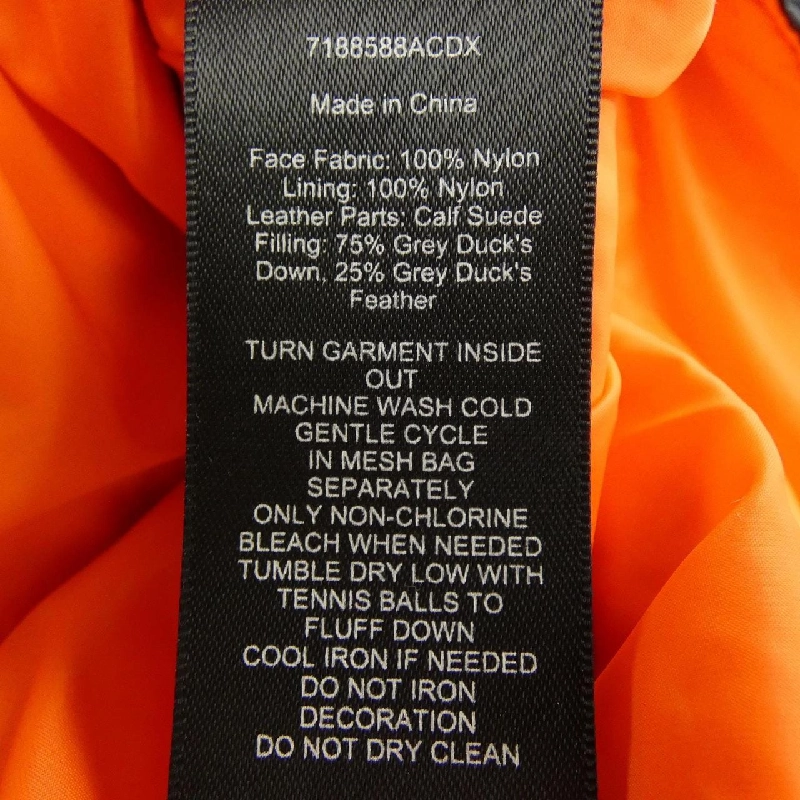 7188588ACDX
Made in China
Face Fabric: 100% Nylon
Lining: 100% Nylon
Leather Parts: Calf Suede
Filling: 75% Grey Duck's
Down, 25% Grey Duck's
Feather
TURN GARMENT INSIDE
OUT
MACHINE WASH COLD
GENTLE CYCLE
IN MESH BAG
SEPARATELY
ONLY NON-CHLORINE
BLEACH WHEN NEEDED
TUMBLE DRY LOW WITH
TENNIS BALLS TO
FLUFF DOWN
COOL IRON IF NEEDED
DO NOT IRON
DECORATION
DO NOT DRY CLEAN